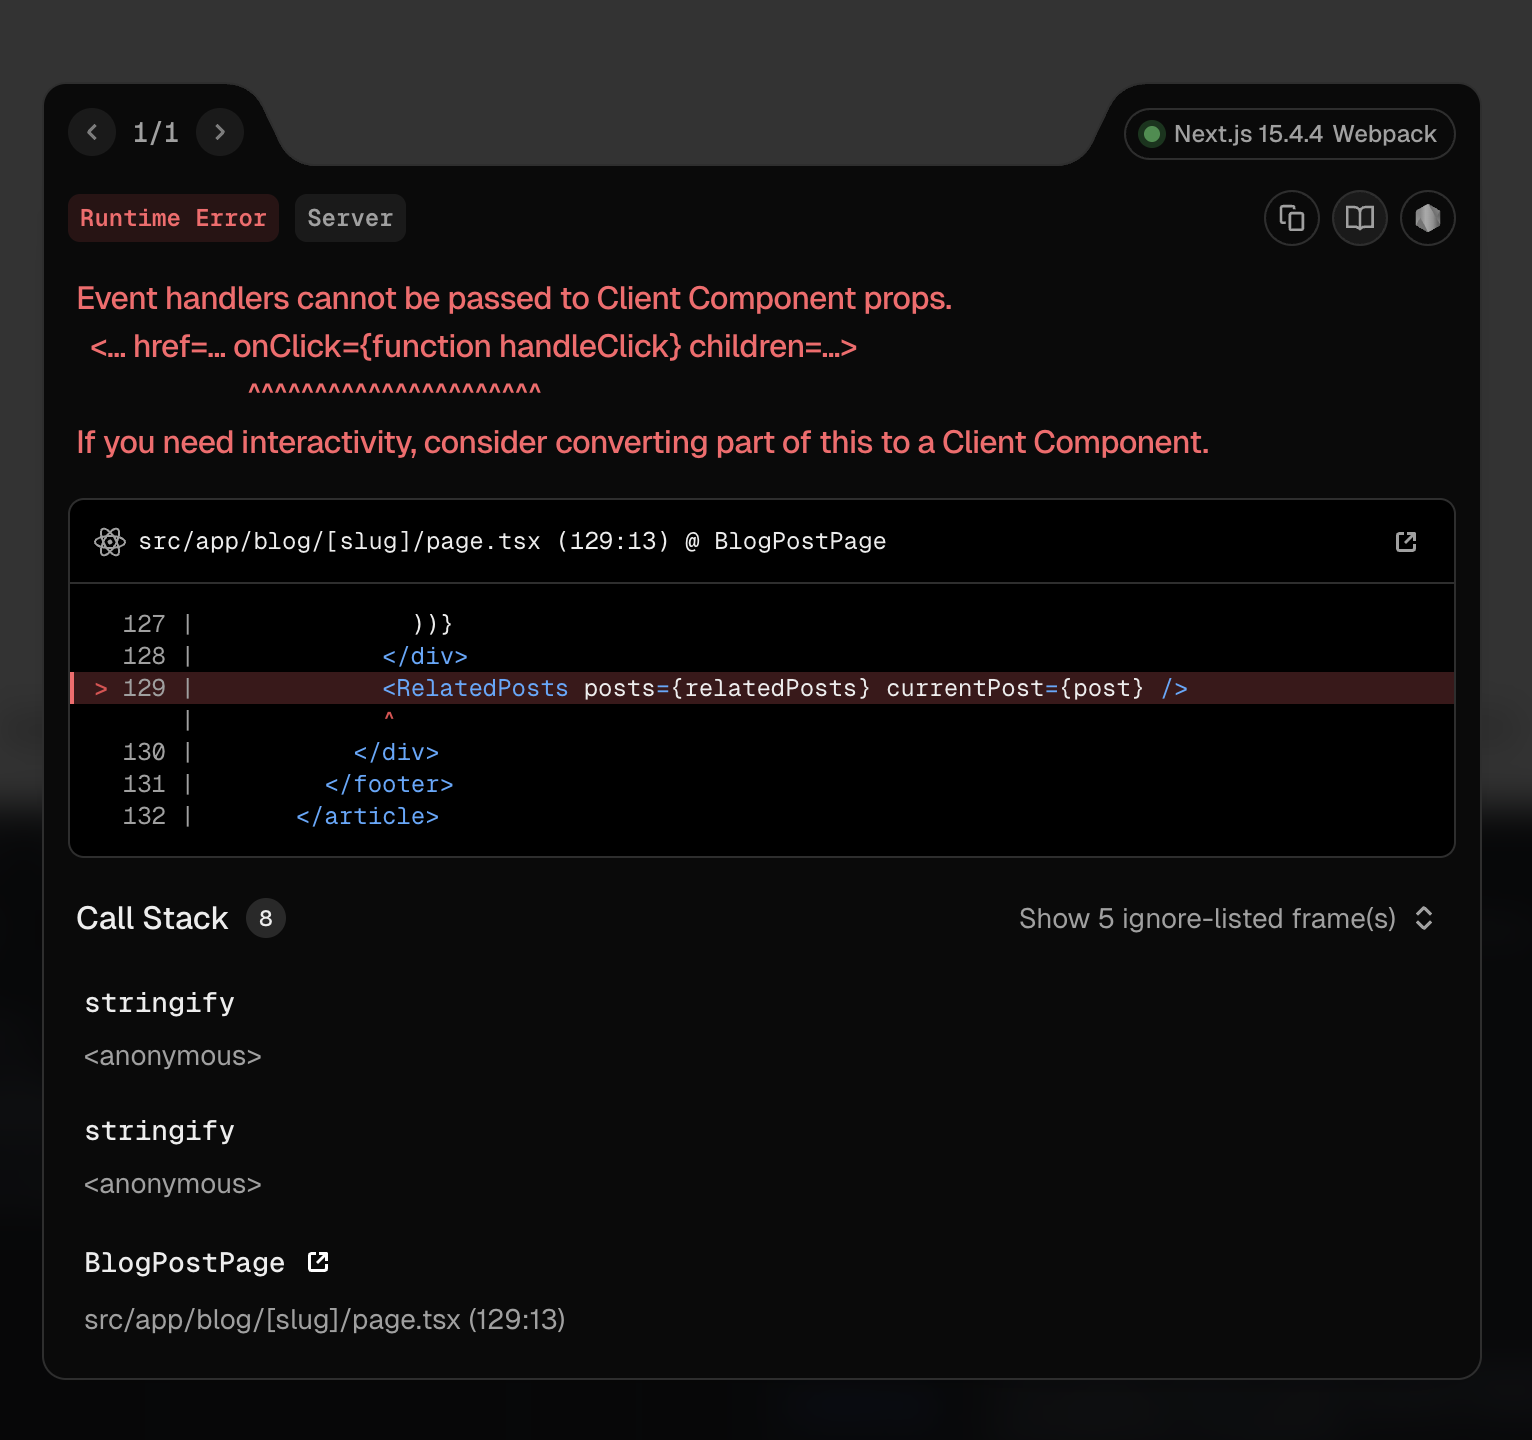 1/1
Next.js 15.4.4 Webpack
Runtime Error
Server
Event handlers cannot be passed to Client Component props.
<... href=... onClick={function handleClick} children=...>
^^^^^^^^^^^^^^^^^^^^^^
If you need interactivity, consider converting part of this to a Client Component.
src/app/blog/[slug]/page.tsx (129:13) @ BlogPostPage
127 |               ))}
128 |             </div>
> 129 |             <RelatedPosts posts={relatedPosts} currentPost={post} />
|             ^
130 |           </div>
131 |         </footer>
132 |       </article>
Call Stack 8
Show 5 ignore-listed frame(s)
stringify
<anonymous>
stringify
<anonymous>
BlogPostPage
src/app/blog/[slug]/page.tsx (129:13)